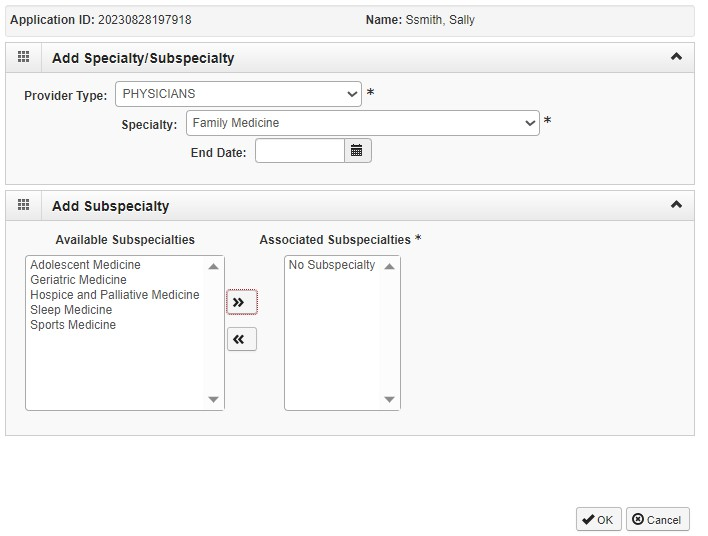 Application ID: 20230828197918 Name: Ssmith, Sally
Add Specialty/Subspecialty
Provider Type: PHYSICIANS *
Specialty: Family Medicine *
End Date:
Add Subspecialty
Available Subspecialties Associated Subspecialties *
Adolescent Medicine No Subspecialty
Geriatric Medicine
Hospice and Palliative Medicine
Sleep Medicine
Sports Medicine
OK Cancel